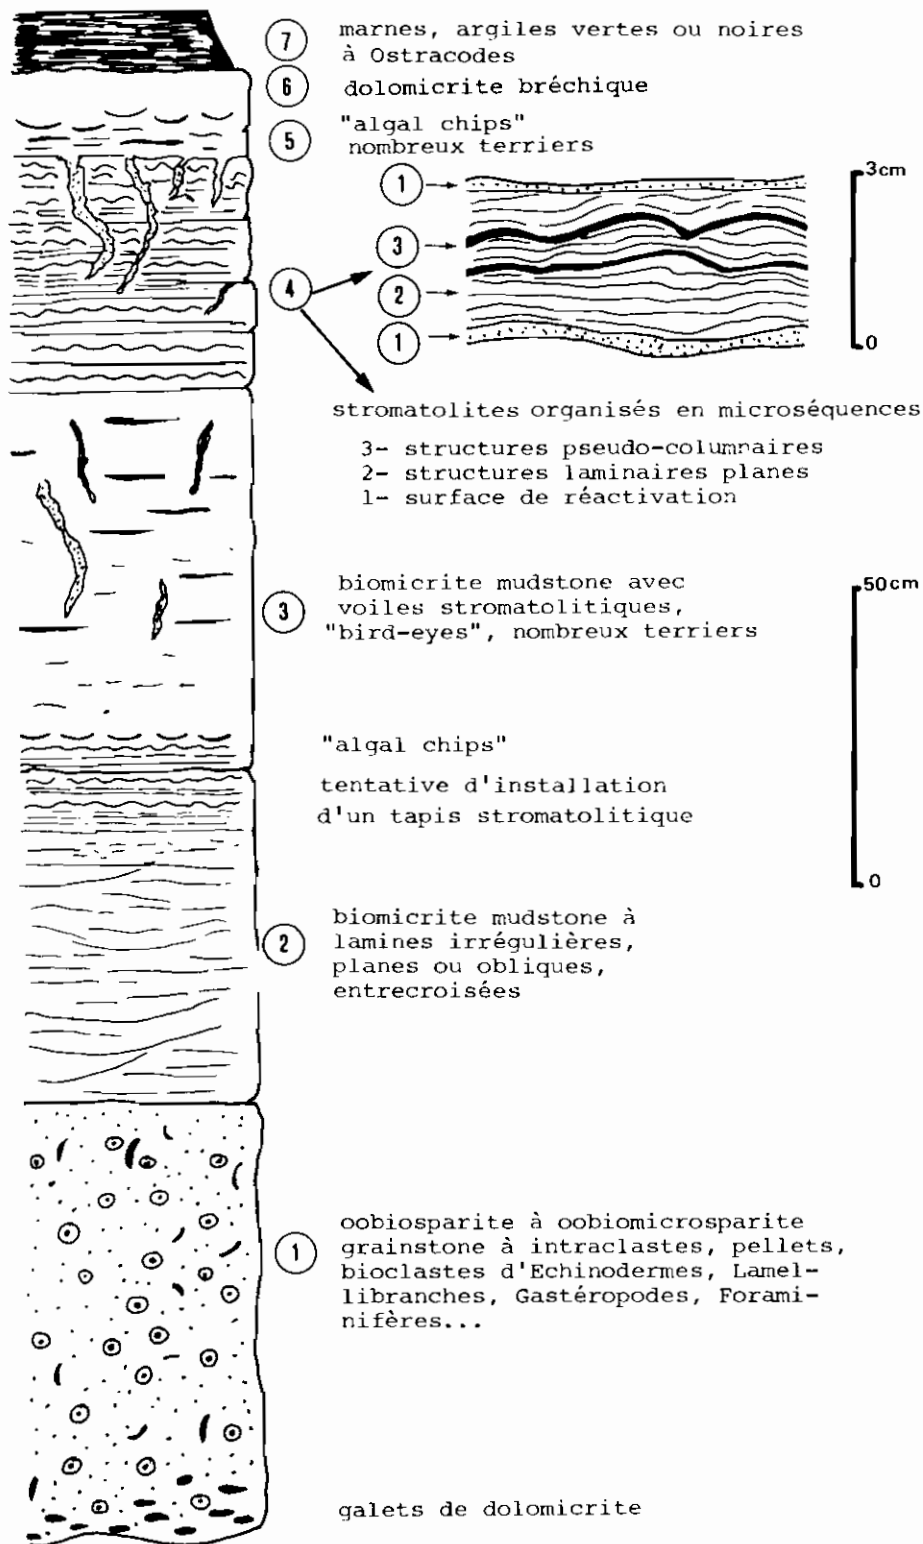 7
marnes, argiles vertes ou noires
à Ostracodes
6
dolomicrite bréchique
5
"algal chips"
nombreux terriers
1
3
2
1
3cm
0
4
stromatolites organisés en microséquences
3- structures pseudo-columnaires
2- structures laminaires planes
1- surface de réactivation
3
biomicrite mudstone avec
voiles stromatolitiques,
"bird-eyes", nombreux terriers
50cm
0
"algal chips"
tentative d'installation
d'un tapis stromatolitique
2
biomicrite mudstone à
lamines irrégulières,
planes ou obliques,
entrecroisées
1
oobiosparite à oobiomicrosparite
grainstone à intraclastes, pellets,
bioclastes d'Echinodermes, Lamel-
libranches, Gastéropodes, Forami-
nifères...
galets de dolomicrite